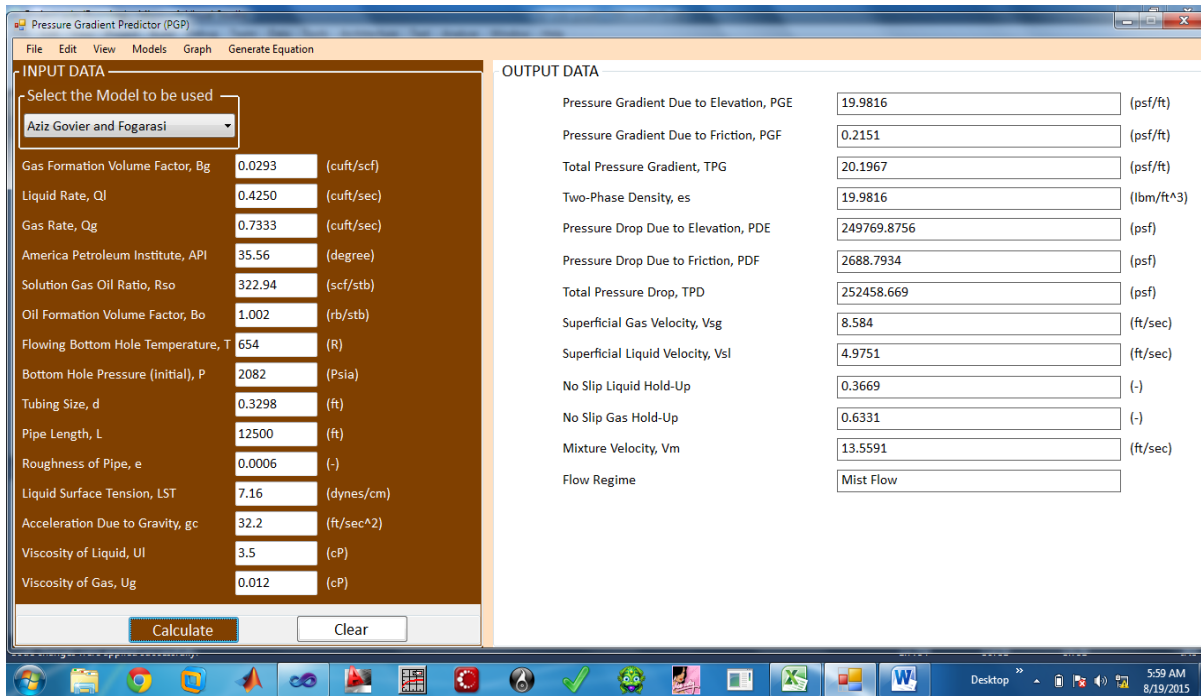 Pressure Gradient Predictor (PGP)
File Edit View Models Graph Generate Equation
INPUT DATA
Select the Model to be used
Aziz Govier and Fogarasi
Gas Formation Volume Factor, Bg 0.0293 (cuft/scf)
Liquid Rate, Ql 0.4250 (cuft/sec)
Gas Rate, Qg 0.7333 (cuft/sec)
America Petroleum Institute, API 35.56 (degree)
Solution Gas Oil Ratio, Rso 322.94 (scf/stb)
Oil Formation Volume Factor, Bo 1.002 (rb/stb)
Flowing Bottom Hole Temperature, T 654 (R)
Bottom Hole Pressure (initial), P 2082 (Psia)
Tubing Size, d 0.3298 (ft)
Pipe Length, L 12500 (ft)
Roughness of Pipe, e 0.0006 (-)
Liquid Surface Tension, LST 7.16 (dynes/cm)
Acceleration Due to Gravity, gc 32.2 (ft/sec^2)
Viscosity of Liquid, Ul 3.5 (cP)
Viscosity of Gas, Ug 0.012 (cP)
Calculate Clear
OUTPUT DATA
Pressure Gradient Due to Elevation, PGE 19.9816 (psf/ft)
Pressure Gradient Due to Friction, PGF 0.2151 (psf/ft)
Total Pressure Gradient, TPG 20.1967 (psf/ft)
Two-Phase Density, es 19.9816 (lbm/ft^3)
Pressure Drop Due to Elevation, PDE 249769.8756 (psf)
Pressure Drop Due to Friction, PDF 2688.7934 (psf)
Total Pressure Drop, TPD 252458.669 (psf)
Superficial Gas Velocity, Vsg 8.584 (ft/sec)
Superficial Liquid Velocity, Vsl 4.9751 (ft/sec)
No Slip Liquid Hold-Up 0.3669 (-)
No Slip Gas Hold-Up 0.6331 (-)
Mixture Velocity, Vm 13.5591 (ft/sec)
Flow Regime Mist Flow
Desktop
5:59 AM
8/19/2015